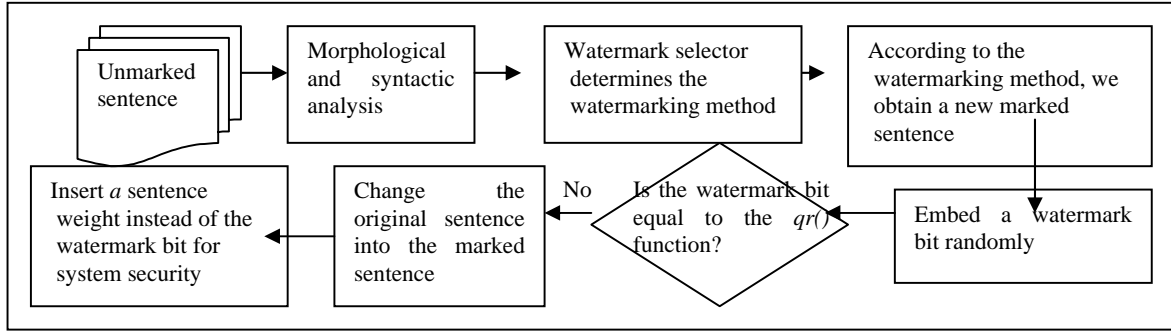 Unmarked
sentence
Morphological
and syntactic
analysis
Watermark selector
determines the
watermarking method
According to the
watermarking method, we
obtain a new marked
sentence
Embed a watermark
bit randomly
Is the watermark bit
equal to the qr()
function?
No
Change the
original sentence
into the marked
sentence
Insert a sentence
weight instead of the
watermark bit for
system security